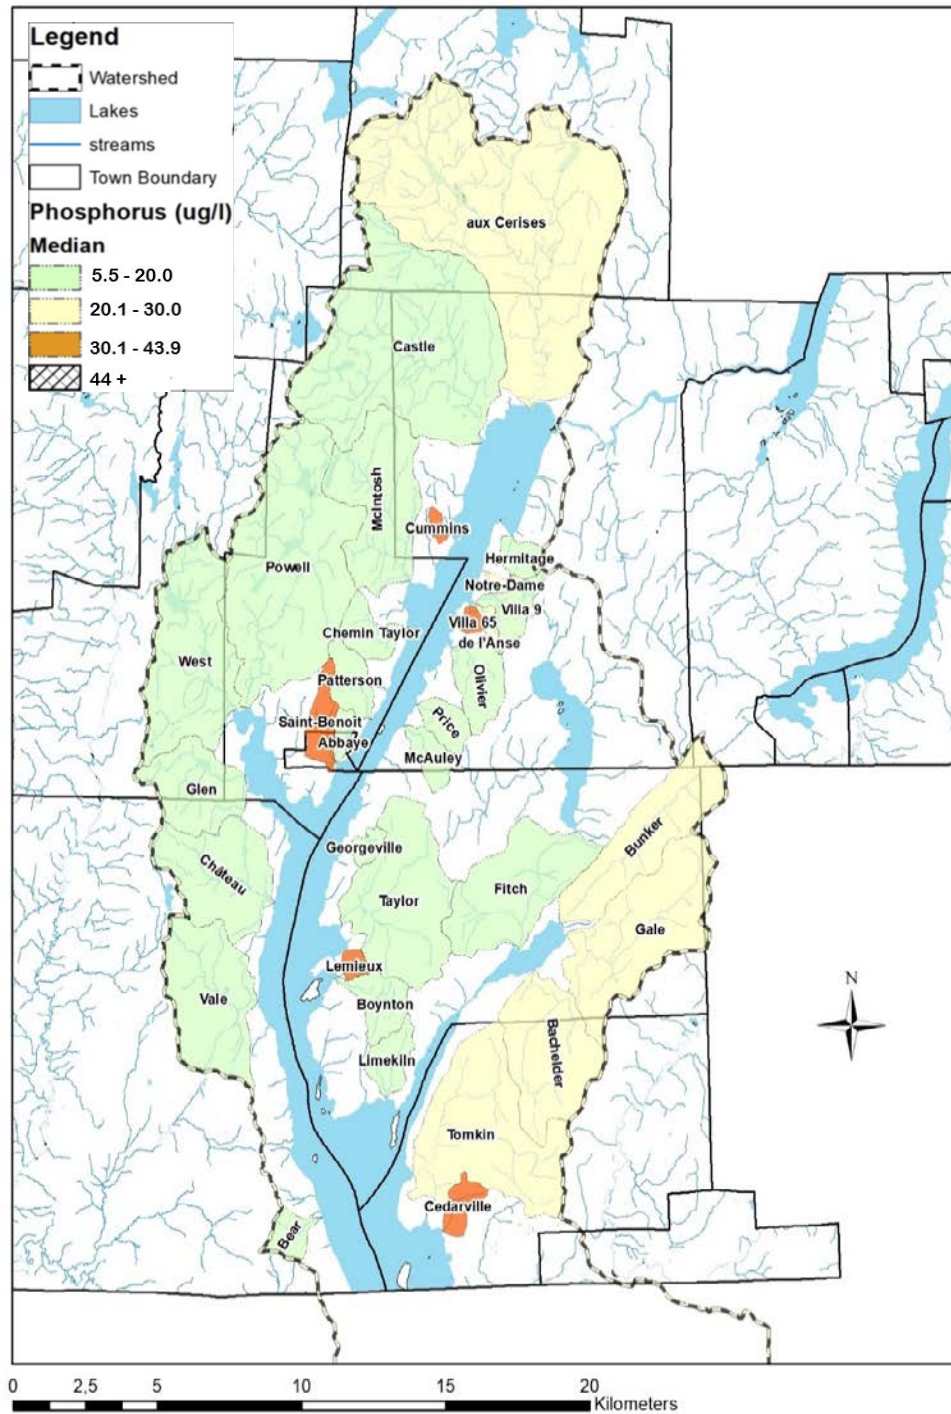 Legend
Watershed
Lakes
streams
Town Boundary
Phosphorus (ug/l)
Median
5.5 - 20.0
20.1 - 30.0
30.1 - 43.9
44 +
aux Cerises
Castle
McIntosh
Cummins
Hermitage
Powell
Notre-Dame
Villa 9
Villa 65
Chemin Taylor
de l'Anse
West
Patterson
Olivier
Saint-Benoit
Price
Abbaye
McAuley
Glen
Georgeville
Bunker
Château
Fitch
Taylor
Gale
Lemieux
Vale
Boynton
Bachelder
Limekiln
Tomkin
Cedarville
Bear
N
0 2,5 5 10 15 20
Kilometers